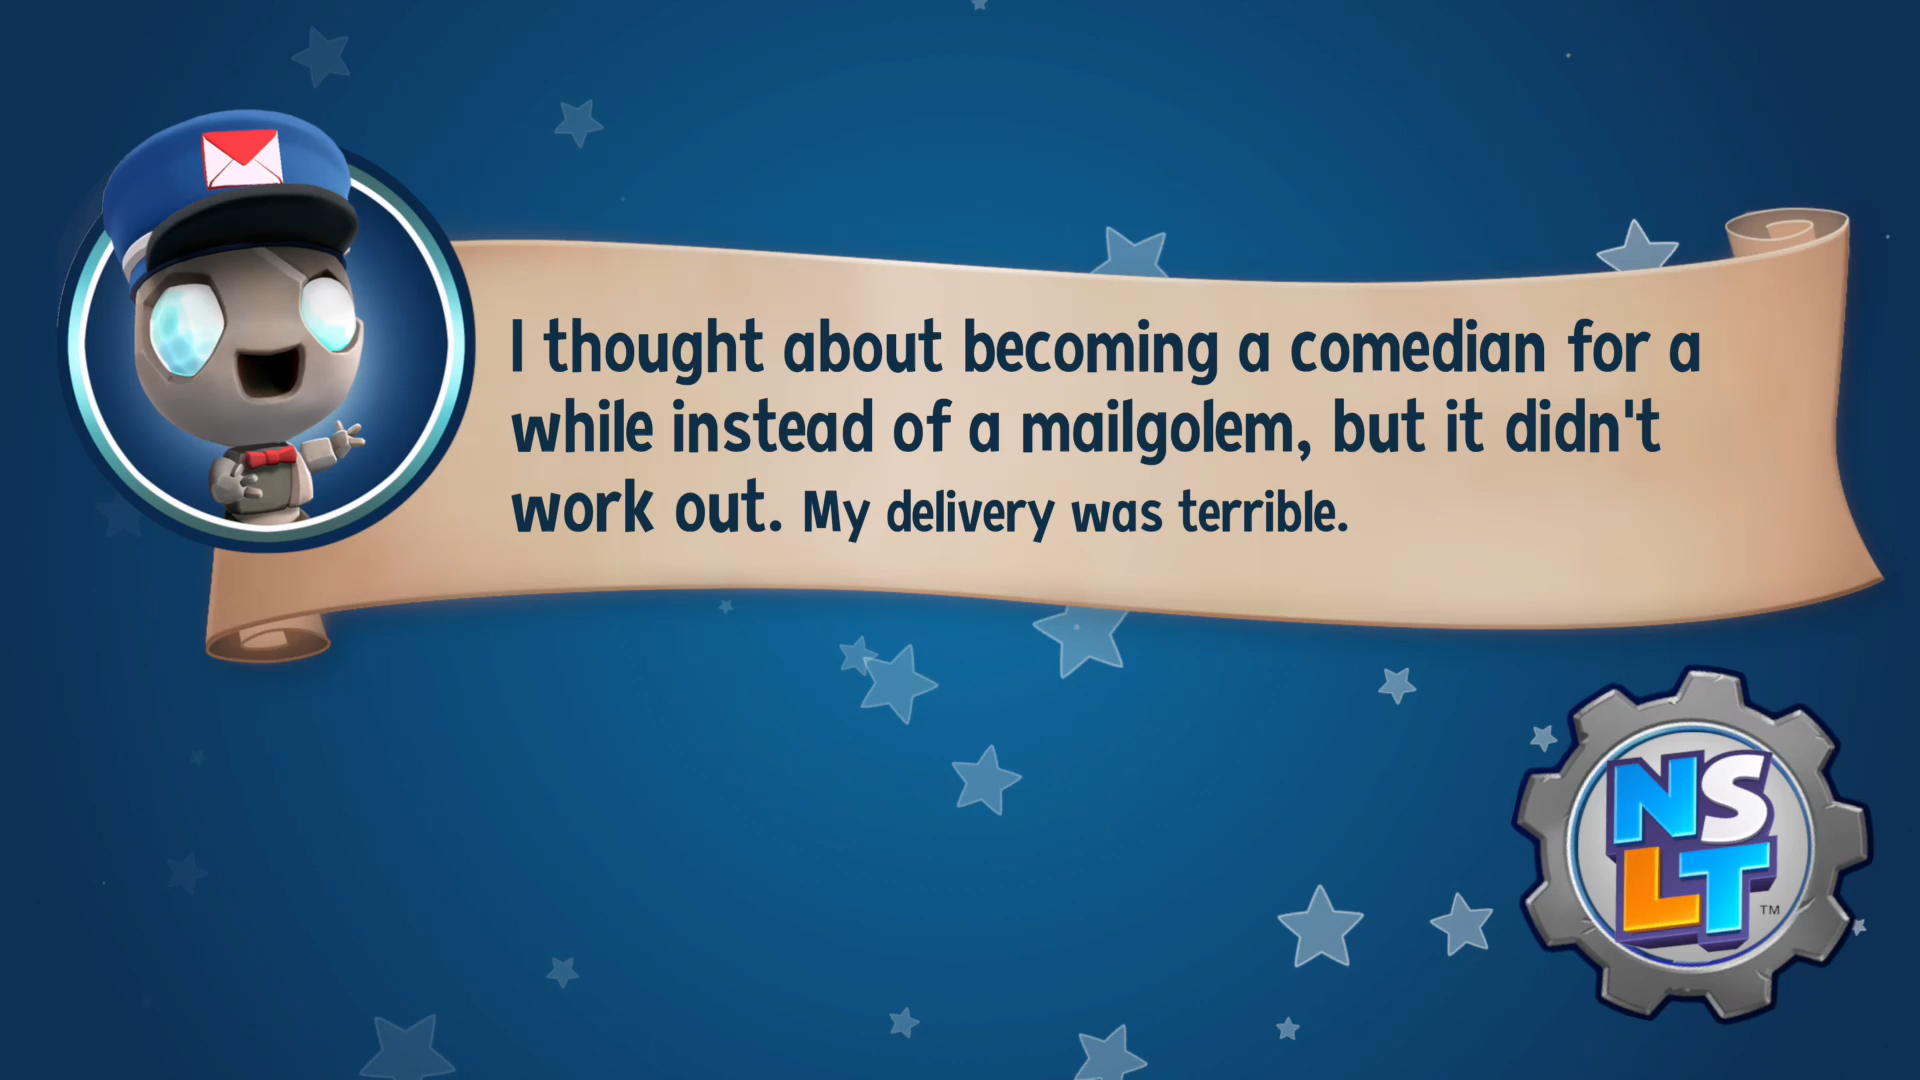 I thought about becoming a comedian for a
while instead of a mailgolem, but it didn't
work out. My delivery was terrible.
NS
LT
TM